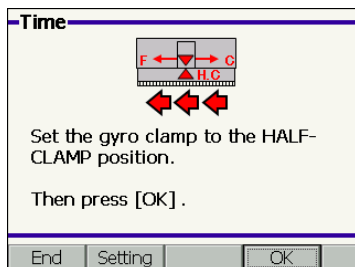 Time
F C
H.C
Set the gyro clamp to the HALF-
CLAMP position.
Then press [OK] .
End Setting OK